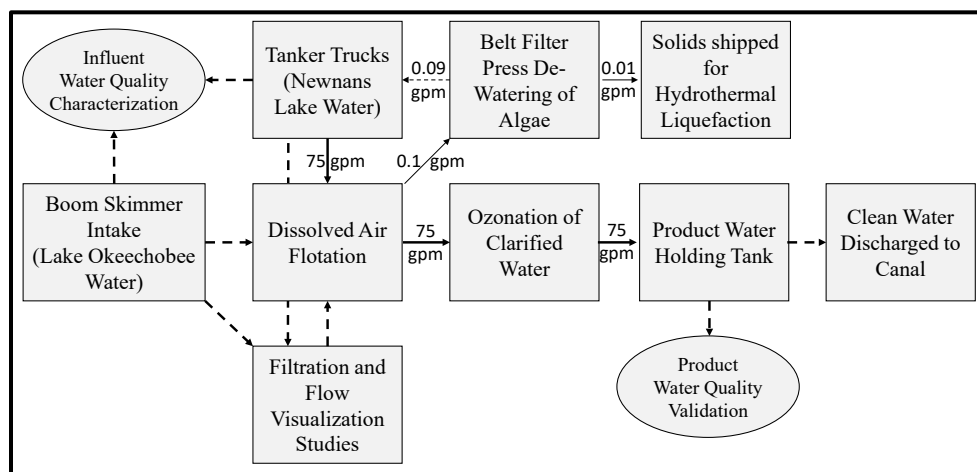 Influent
Water Quality
Characterization
Tanker Trucks
(Newnans
Lake Water)
0.09
gpm
Belt Filter
Press De-
Watering of
Algae
0.01
gpm
Solids shipped
for
Hydrothermal
Liquefaction
75 gpm
0.1 gpm
Boom Skimmer
Intake
(Lake Okeechobee
Water)
Dissolved Air
Flotation
75
gpm
Ozonation of
Clarified
Water
75
gpm
Product Water
Holding Tank
Clean Water
Discharged to
Canal
Filtration and
Flow
Visualization
Studies
Product
Water Quality
Validation